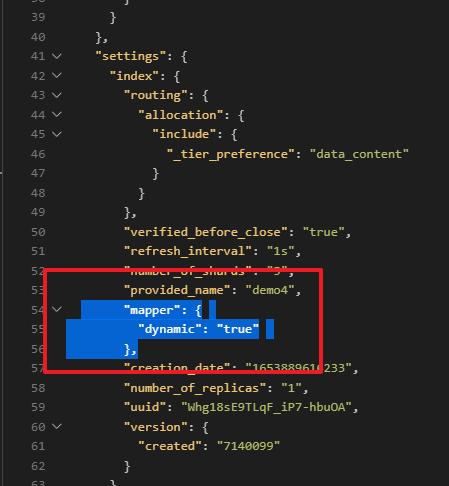 39 }
40 },
41 "settings": {
42 "index": {
43 "routing": {
44 "allocation": {
45 "include": {
46 "_tier_preference": "data_content"
47 }
48 }
49 },
50 "verified_before_close": "true",
51 "refresh_interval": "1s",
52 "number_of_shards":
53 "provided_name": "demo4",
54 "mapper": {
55 "dynamic": "true"
56 },
57 "creation_date": "1653889616233",
58 "number_of_replicas": "1",
59 "uuid": "Whg18sE9TLqF_iP7-hbuOA",
60 "version": {
61 "created": "7140099"
62 }
63 }